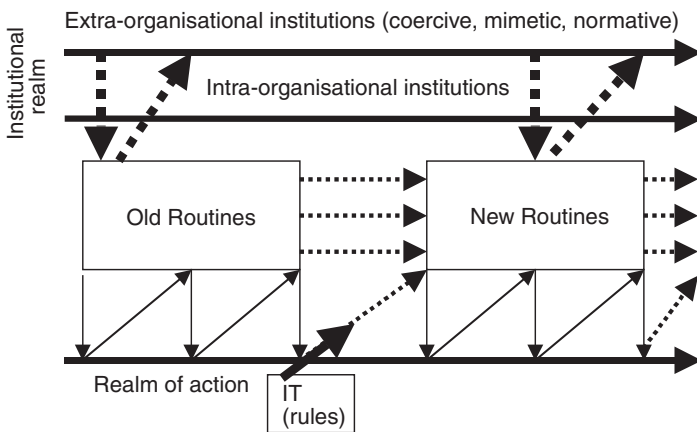 Extra-organisational institutions (coercive, mimetic, normative)
Institutional
realm
Intra-organisational institutions
Old Routines
New Routines
Realm of action
IT
(rules)